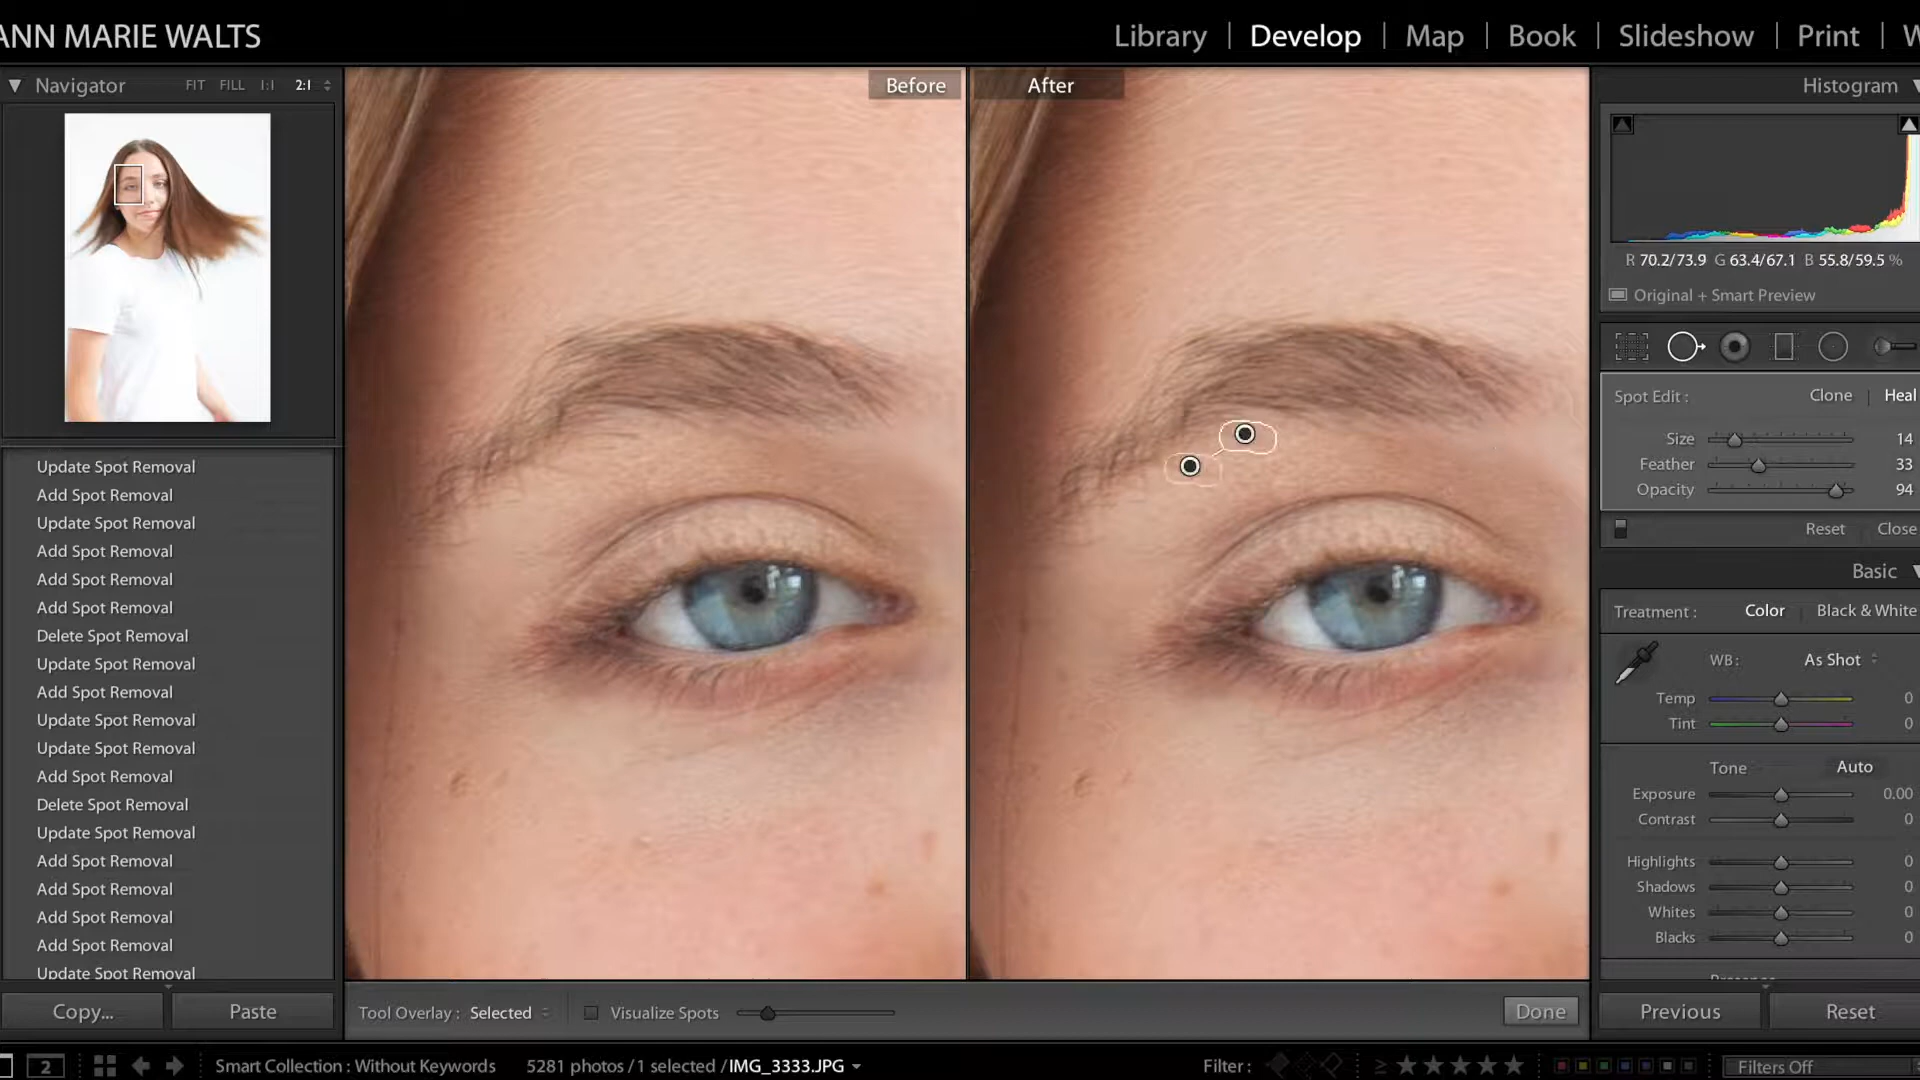 ANN MARIE WALTS
Library | Develop | Map | Book | Slideshow | Print |
Navigator FIT FILL 1:1 2:1
Before
After
Histogram
R 70.2/73.9 G 63.4/67.1 B 55.8/59.5 %
Original + Smart Preview
Spot Edit : Clone | Heal
Size 14
Feather 33
Opacity 94
Reset Close
Basic
Treatment : Color | Black & White
WB : As Shot
Temp 0
Tint 0
Tone Auto
Exposure 0.00
Contrast 0
Highlights 0
Shadows 0
Whites 0
Blacks 0
Update Spot Removal
Add Spot Removal
Update Spot Removal
Add Spot Removal
Add Spot Removal
Add Spot Removal
Delete Spot Removal
Update Spot Removal
Add Spot Removal
Update Spot Removal
Update Spot Removal
Add Spot Removal
Delete Spot Removal
Update Spot Removal
Add Spot Removal
Add Spot Removal
Add Spot Removal
Add Spot Removal
Update Spot Removal
Copy... Paste
Tool Overlay : Selected Visualize Spots Done
Previous Reset
2 Smart Collection : Without Keywords 5281 photos / 1 selected / IMG_3333.JPG Filter : Filters Off